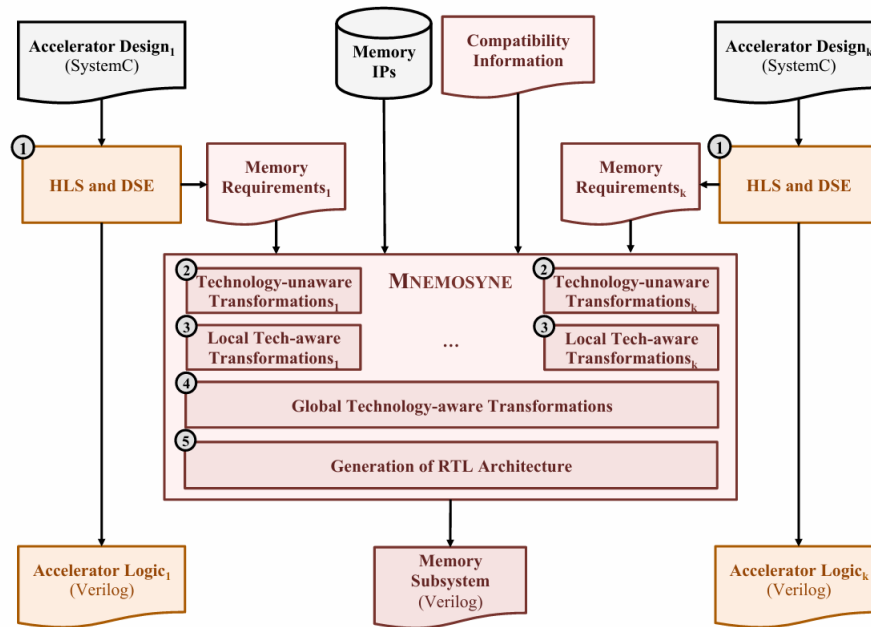 Accelerator Design₁
(SystemC)
Memory
IPs
Compatibility
Information
Accelerator Designₖ
(SystemC)
1
HLS and DSE
Memory
Requirements₁
Memory
Requirementsₖ
1
HLS and DSE
MNEMOSYNE
2
Technology-unaware
Transformations₁
2
Technology-unaware
Transformationsₖ
3
Local Tech-aware
Transformations₁
...
3
Local Tech-aware
Transformationsₖ
4
Global Technology-aware Transformations
5
Generation of RTL Architecture
Accelerator Logic₁
(Verilog)
Memory
Subsystem
(Verilog)
Accelerator Logicₖ
(Verilog)